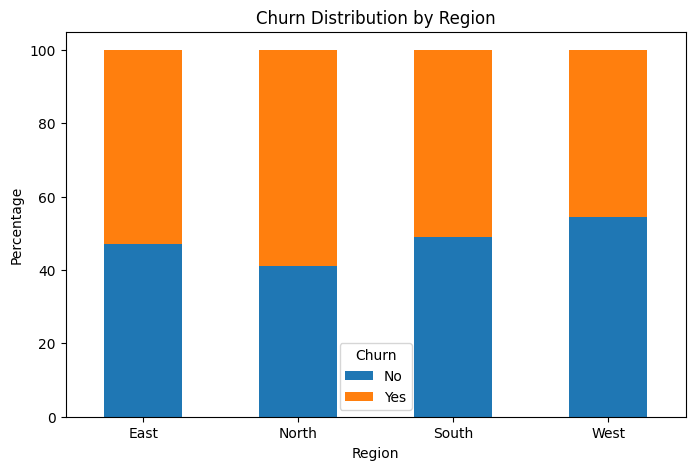 Churn Distribution by Region
Percentage
100
80
60
40
20
0
Churn
No
Yes
East North South West
Region